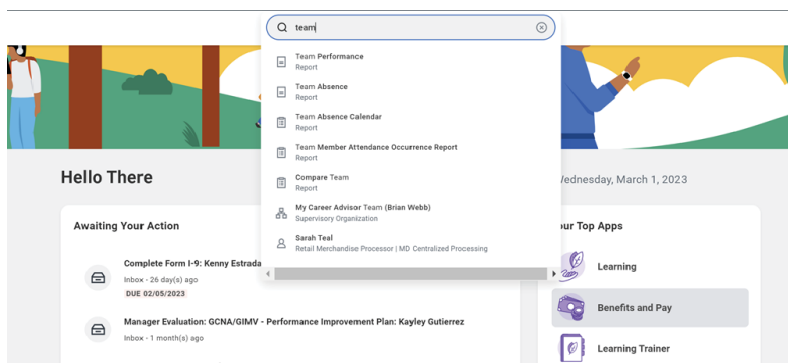 team
Team Performance
Report
Team Absence
Report
Team Absence Calendar
Report
Team Member Attendance Occurrence Report
Report
Compare Team
Report
My Career Advisor Team (Brian Webb)
Supervisory Organization
Sarah Teal
Retail Merchandise Processor | MD Centralized Processing
Hello There
Wednesday, March 1, 2023
Awaiting Your Action
Complete Form I-9: Kenny Estrada
Inbox - 26 day(s) ago
DUE 02/05/2023
Manager Evaluation: GCNA/GIMV - Performance Improvement Plan: Kayley Gutierrez
Inbox - 1 month(s) ago
our Top Apps
Learning
Benefits and Pay
Learning Trainer